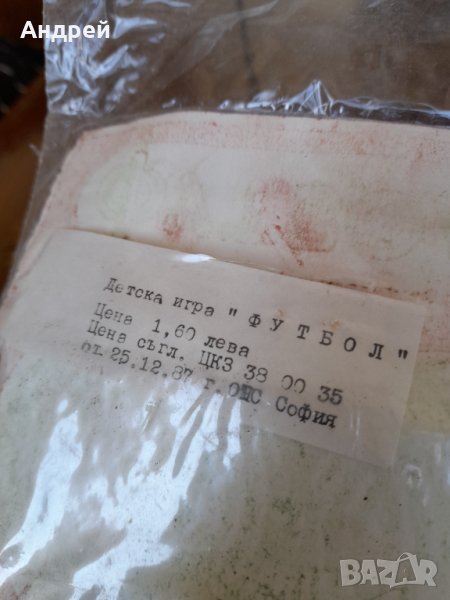 Андрей
Детска игра " ФУТБОЛ "
Цена 1,60 лева
Цена съгл. ЦКЗ 38 00 35
от 25.12.87 г. ОПС София
BAZAR